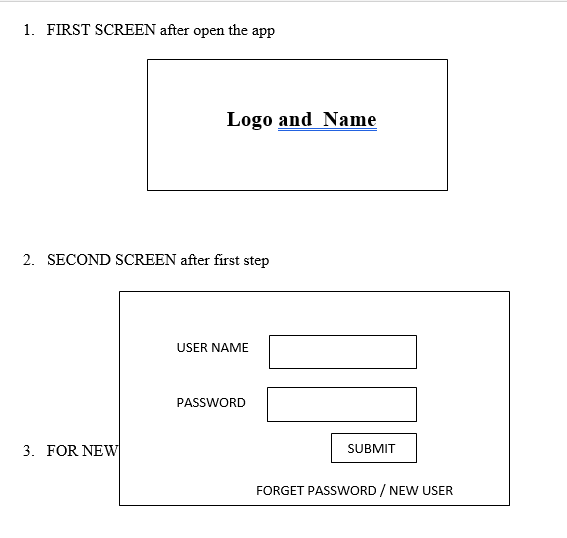 1. FIRST SCREEN after open the app
Logo and Name
2. SECOND SCREEN after first step
USER NAME
PASSWORD
3. FOR NEW
SUBMIT
FORGET PASSWORD / NEW USER